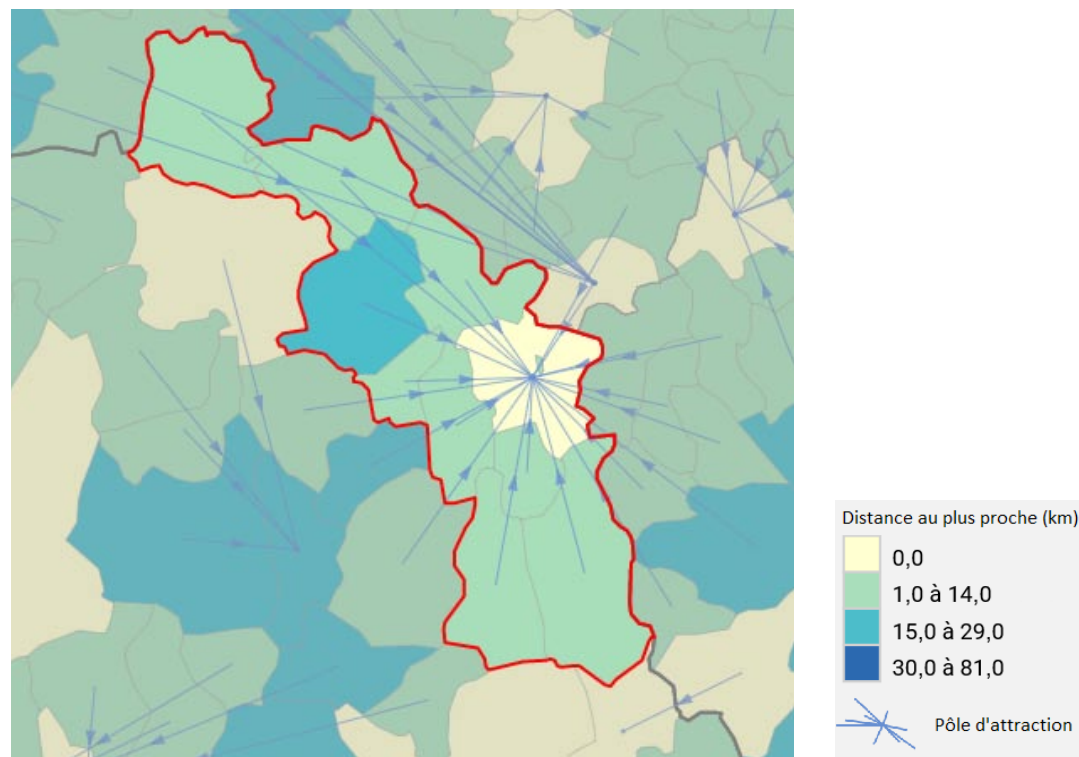 Distance au plus proche (km)
0,0
1,0 à 14,0
15,0 à 29,0
30,0 à 81,0
Pôle d'attraction